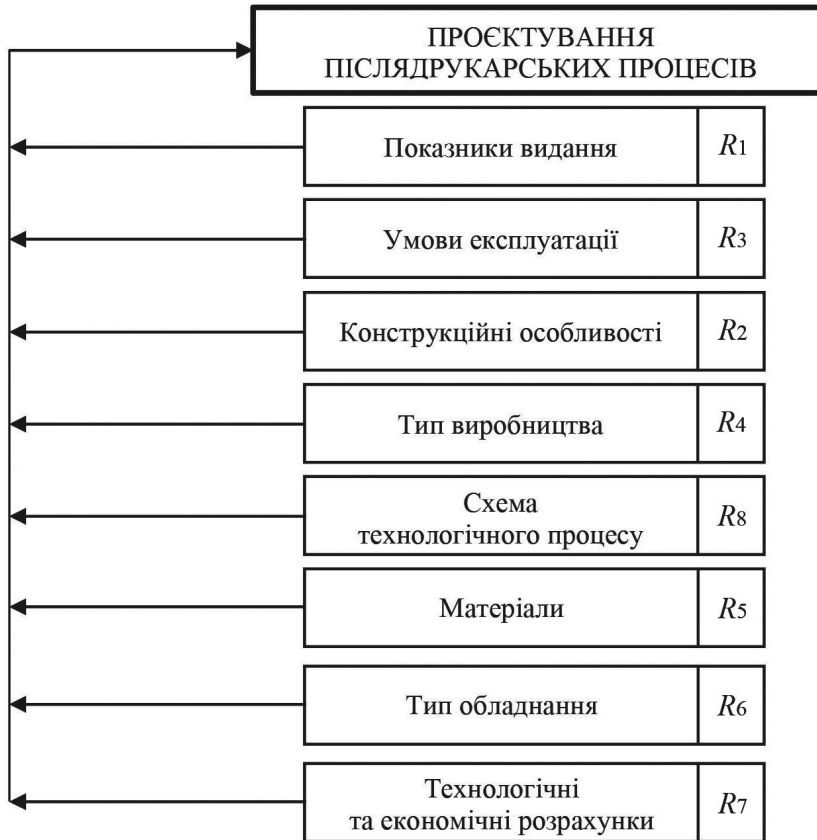 ПРОЄКТУВАННЯ
ПІСЛЯДРУКАРСЬКИХ ПРОЦЕСІВ
Показники видання R1
Умови експлуатації R3
Конструкційні особливості R2
Тип виробництва R4
Схема
технологічного процесу R8
Матеріали R5
Тип обладнання R6
Технологічні
та економічні розрахунки R7